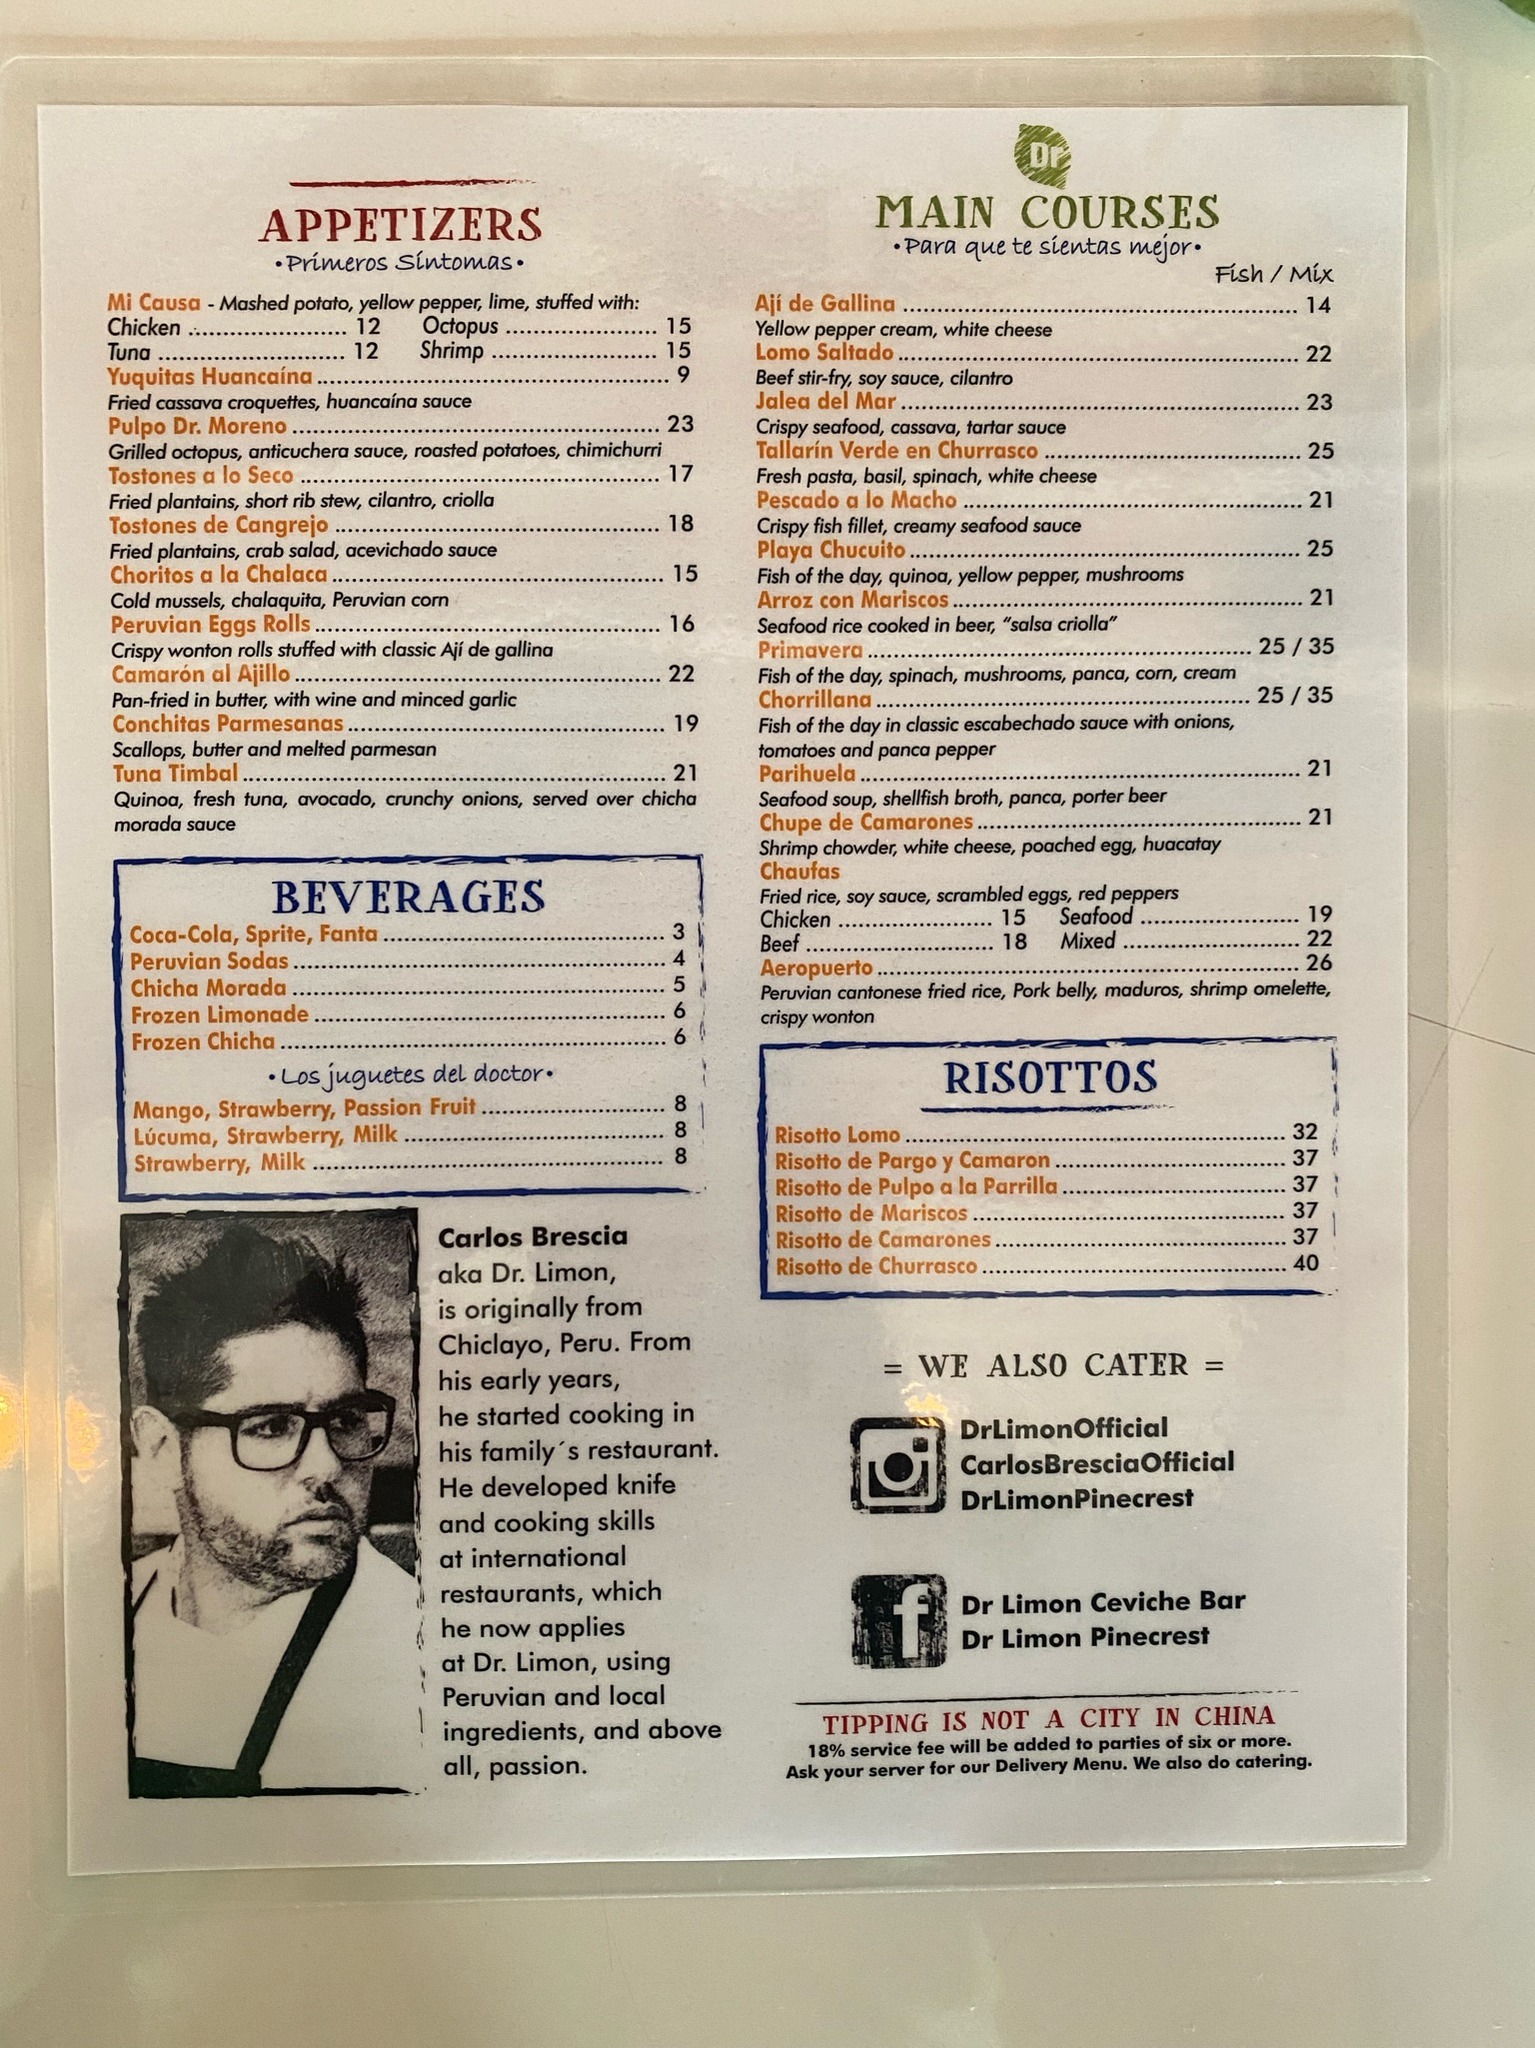 APPETIZERS
•Primeros Síntomas•
Mi Causa - Mashed potato, yellow pepper, lime, stuffed with:
Chicken ................... 12 Octopus ................... 15
Tuna ................... 12 Shrimp ................... 15
Yuquitas Huancaína ................... 9
Fried cassava croquettes, huancaína sauce
Pulpo Dr. Moreno ................... 23
Grilled octopus, anticuchera sauce, roasted potatoes, chimichurri
Tostones a lo Seco ................... 17
Fried plantains, short rib stew, cilantro, criolla
Tostones de Cangrejo ................... 18
Fried plantains, crab salad, acevichado sauce
Choritos a la Chalaca ................... 15
Cold mussels, chalaquita, Peruvian corn
Peruvian Eggs Rolls ................... 16
Crispy wonton rolls stuffed with classic Ají de gallina
Camarón al Ajillo ................... 22
Pan-fried in butter, with wine and minced garlic
Conchitas Parmesanas ................... 19
Scallops, butter and melted parmesan
Tuna Timbal ................... 21
Quinoa, fresh tuna, avocado, crunchy onions, served over chicha
morada sauce
BEVERAGES
Coca-Cola, Sprite, Fanta ................... 3
Peruvian Sodas ................... 4
Chicha Morada ................... 5
Frozen Limonade ................... 6
Frozen Chicha ................... 6
•Los juguetes del doctor•
Mango, Strawberry, Passion Fruit ................... 8
Lúcuma, Strawberry, Milk ................... 8
Strawberry, Milk ................... 8
Carlos Brescia
aka Dr. Limon,
is originally from
Chiclayo, Peru. From
his early years,
he started cooking in
his family´s restaurant.
He developed knife
and cooking skills
at international
restaurants, which
he now applies
at Dr. Limon, using
Peruvian and local
ingredients, and above
all, passion.
Dr
MAIN COURSES
•Para que te sientas mejor•
Fish / Mix
Ají de Gallina ................... 14
Yellow pepper cream, white cheese
Lomo Saltado ................... 22
Beef stir-fry, soy sauce, cilantro
Jalea del Mar ................... 23
Crispy seafood, cassava, tartar sauce
Tallarín Verde en Churrasco ................... 25
Fresh pasta, basil, spinach, white cheese
Pescado a lo Macho ................... 21
Crispy fish fillet, creamy seafood sauce
Playa Chucuito ................... 25
Fish of the day, quinoa, yellow pepper, mushrooms
Arroz con Mariscos ................... 21
Seafood rice cooked in beer, “salsa criolla”
Primavera ................... 25 / 35
Fish of the day, spinach, mushrooms, panca, corn, cream
Chorrillana ................... 25 / 35
Fish of the day in classic escabechado sauce with onions,
tomatoes and panca pepper
Parihuela ................... 21
Seafood soup, shellfish broth, panca, porter beer
Chupe de Camarones ................... 21
Shrimp chowder, white cheese, poached egg, huacatay
Chaufas
Fried rice, soy sauce, scrambled eggs, red peppers
Chicken ................... 15 Seafood ................... 19
Beef ................... 18 Mixed ................... 22
Aeropuerto ................... 26
Peruvian cantonese fried rice, Pork belly, maduros, shrimp omelette,
crispy wonton
RISOTTOS
Risotto Lomo ................... 32
Risotto de Pargo y Camaron ................... 37
Risotto de Pulpo a la Parrilla ................... 37
Risotto de Mariscos ................... 37
Risotto de Camarones ................... 37
Risotto de Churrasco ................... 40
= WE ALSO CATER =
DrLimonOfficial
CarlosBresciaOfficial
DrLimonPinecrest
f
Dr Limon Ceviche Bar
Dr Limon Pinecrest
TIPPING IS NOT A CITY IN CHINA
18% service fee will be added to parties of six or more.
Ask your server for our Delivery Menu. We also do catering.